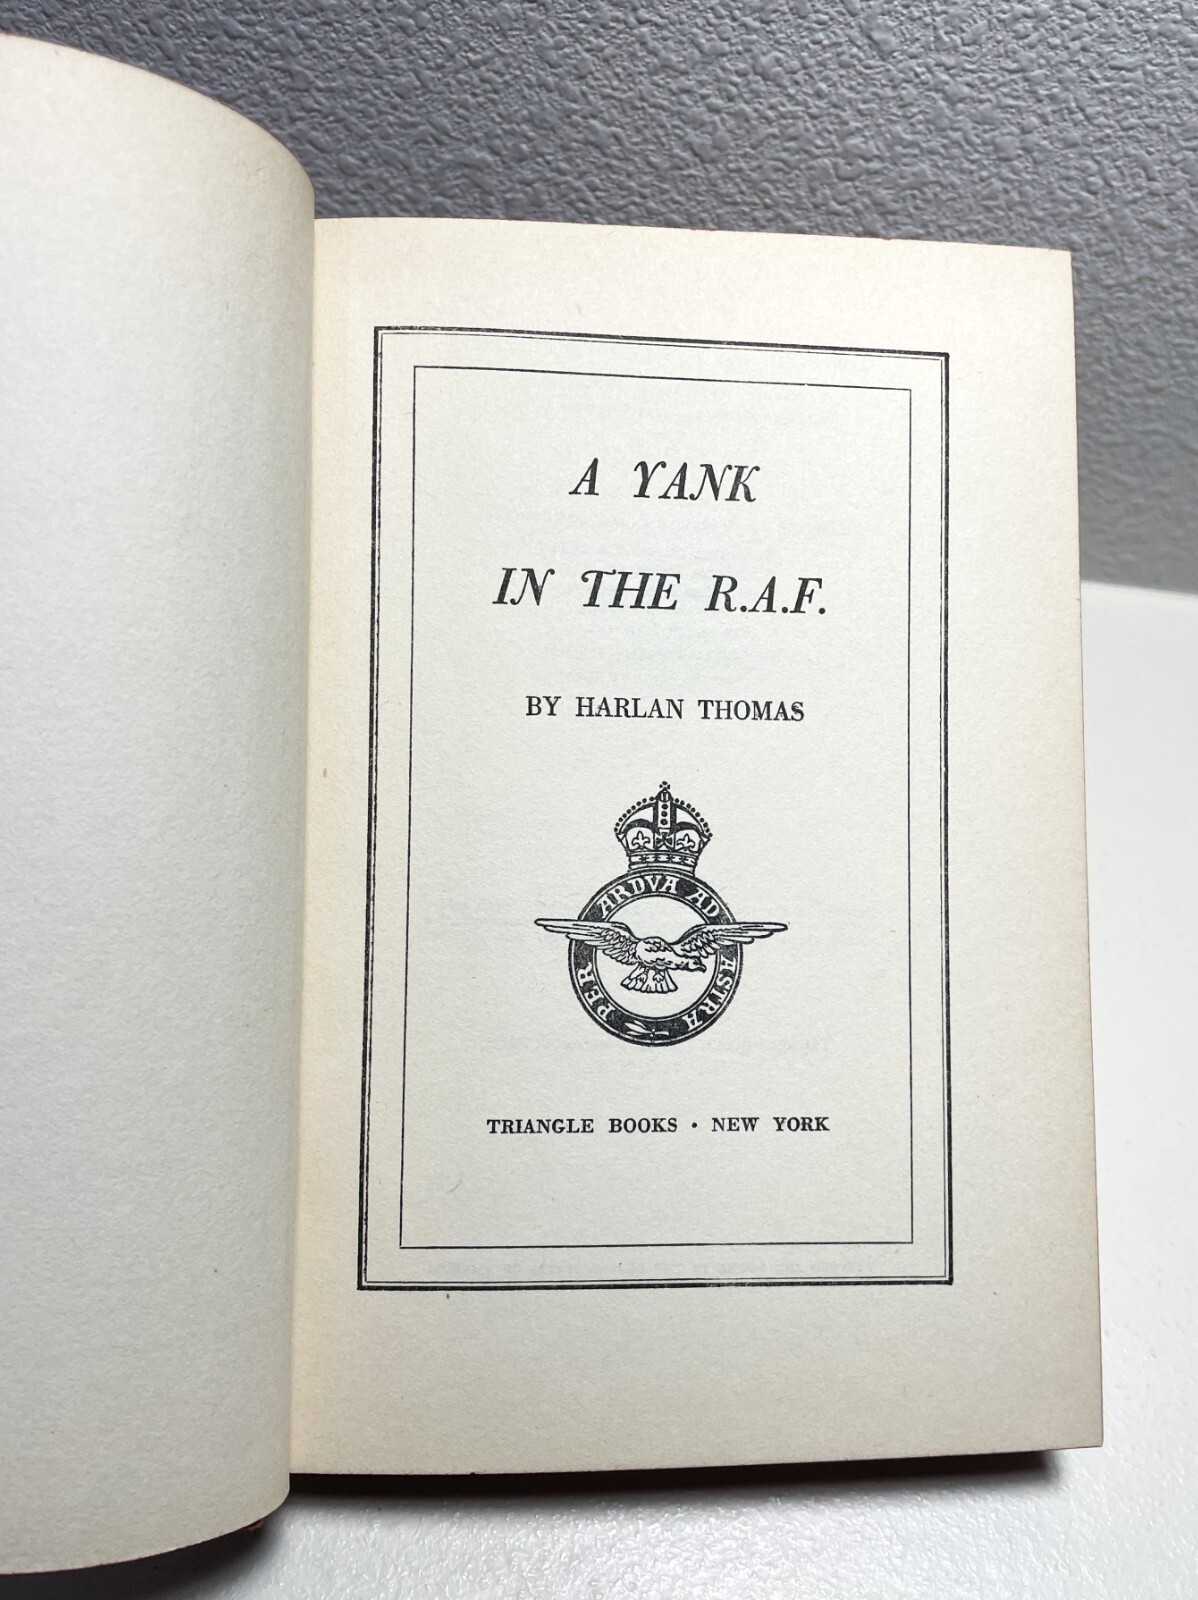 A YANK
IN THE R.A.F.
BY HARLAN THOMAS
PER ARDVA AD ASTRA
TRIANGLE BOOKS • NEW YORK